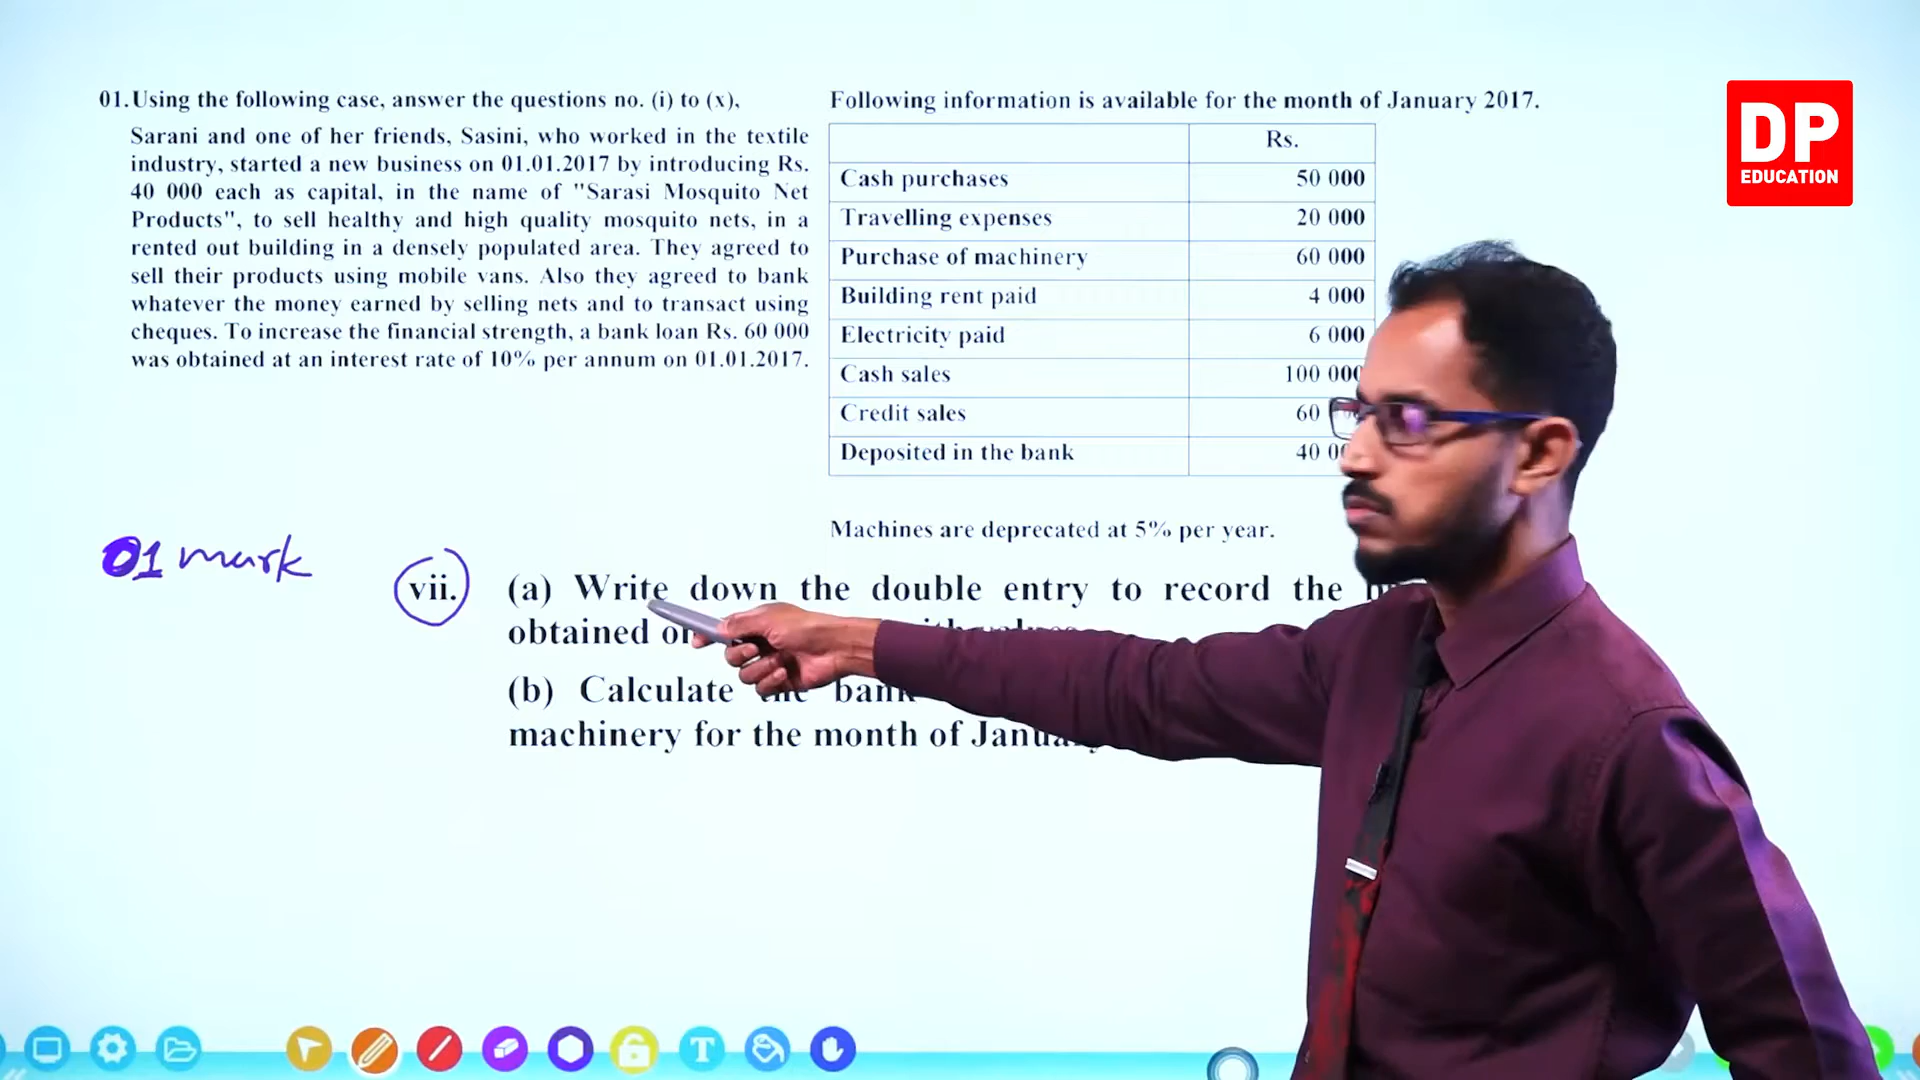 01. Using the following case, answer the questions no. (i) to (x),
Sarani and one of her friends, Sasini, who worked in the textile
industry, started a new business on 01.01.2017 by introducing Rs.
40 000 each as capital, in the name of "Sarasi Mosquito Net
Products", to sell healthy and high quality mosquito nets, in a
rented out building in a densely populated area. They agreed to
sell their products using mobile vans. Also they agreed to bank
whatever the money earned by selling nets and to transact using
cheques. To increase the financial strength, a bank loan Rs. 60 000
was obtained at an interest rate of 10% per annum on 01.01.2017.
Following information is available for the month of January 2017.
Rs.
Cash purchases 50 000
Travelling expenses 20 000
Purchase of machinery 60 000
Building rent paid 4 000
Electricity paid 6 000
Cash sales 100 000
Credit sales 60
Deposited in the bank 40
Machines are deprecated at 5% per year.
01 mark
vii. (a) Write down the double entry to record the
obtained
(b) Calculate the bank
machinery for the month of January
DP
EDUCATION
T